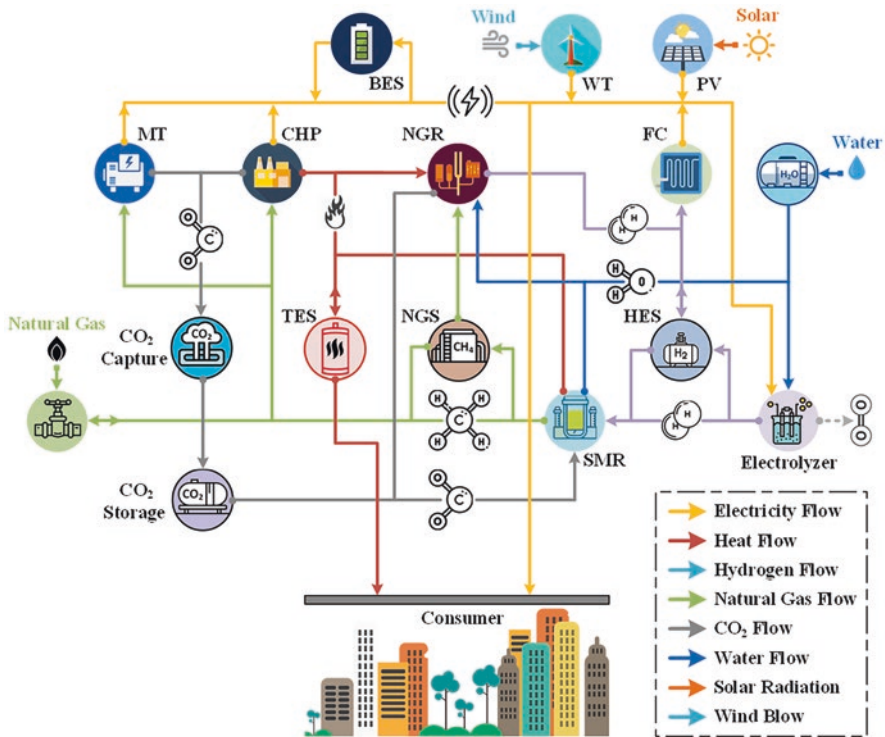 Wind
Solar
BES
WT
PV
MT
CHP
NGR
FC
Water
H₂O
C
O
O
H
H
H
H
O
Natural Gas
CO₂
Capture
CO₂
TES
NGS
CH₄
HES
H₂
H
H
C
H
H
H
H
H
SMR
Electrolyzer
O
O
CO₂
Storage
CO₂
O
C
O
Consumer
Electricity Flow
Heat Flow
Hydrogen Flow
Natural Gas Flow
CO₂ Flow
Water Flow
Solar Radiation
Wind Blow